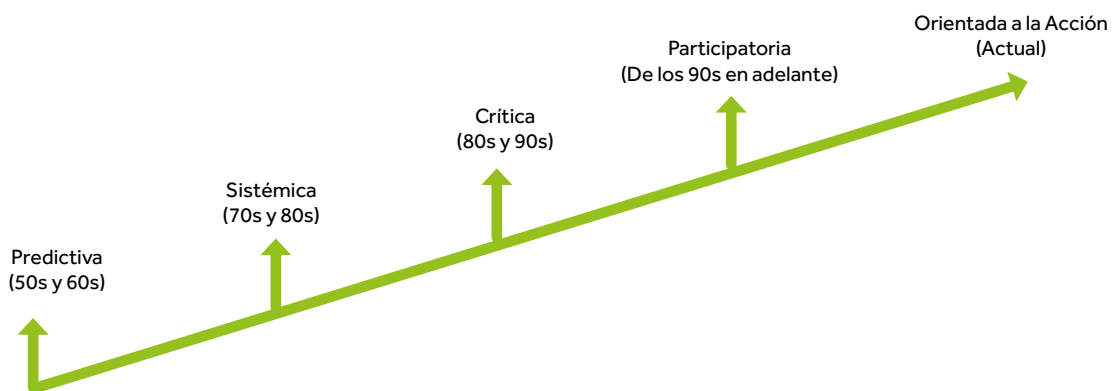 Predictiva
(50s y 60s)
Sistémica
(70s y 80s)
Crítica
(80s y 90s)
Participatoria
(De los 90s en adelante)
Orientada a la Acción
(Actual)